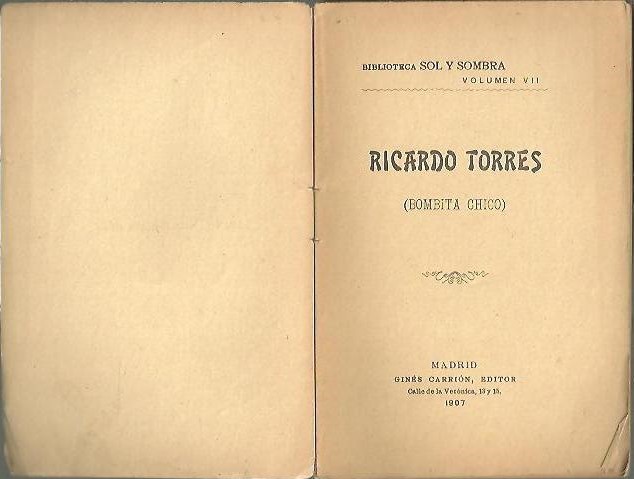 BIBLIOTECA SOL Y SOMBRA
VOLUMEN VII
RICARDO TORRES
(BOMBITA CHICO)
MADRID
GINÉS CARRIÓN, EDITOR
Calle de la Verónica, 13 y 15.
1907